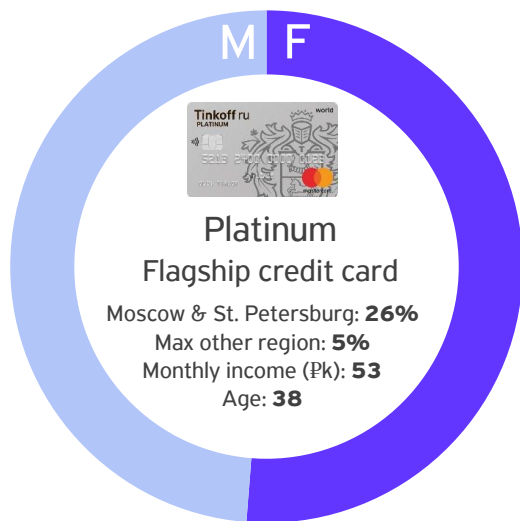 M F
Tinkoff ru
PLATINUM
world
mastercard
Platinum
Flagship credit card
Moscow & St. Petersburg: 26%
Max other region: 5%
Monthly income (₽k): 53
Age: 38